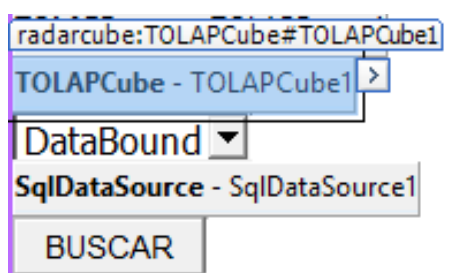 radarcube:TOLAPCube#TOLAPCube1
TOLAPCube - TOLAPCube1
DataBound
SqlDataSource - SqlDataSource1
BUSCAR